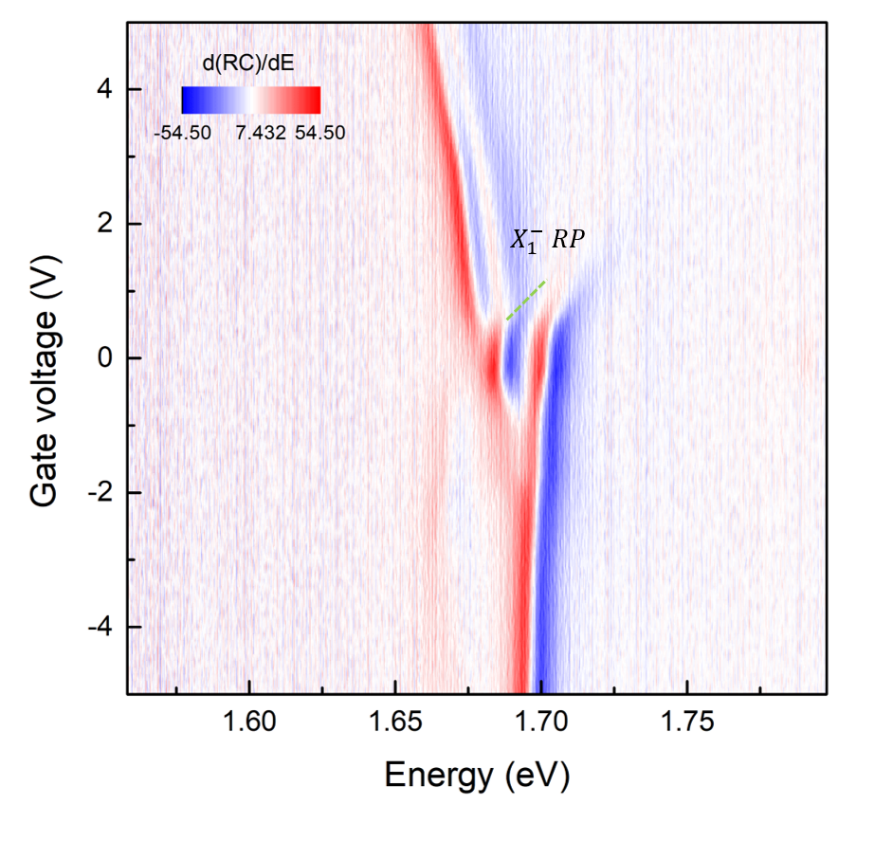 d(RC)/dE
-54.50 7.432 54.50
4
2
0
-2
-4
X₁⁻ RP
Gate voltage (V)
1.60 1.65 1.70 1.75
Energy (eV)